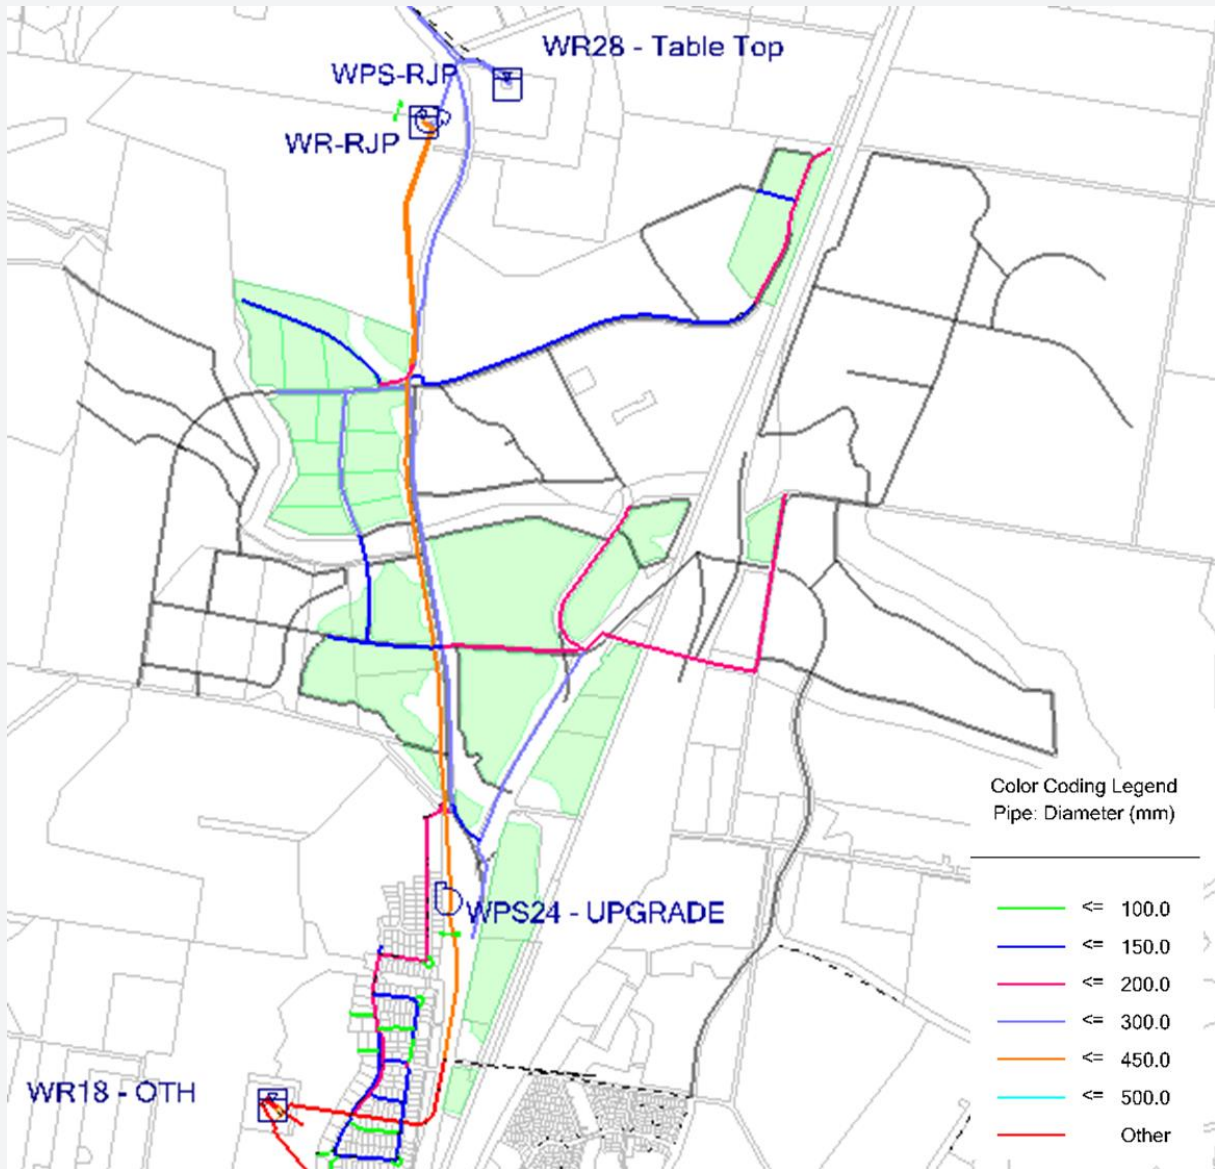 WR28 - Table Top
WPS-RJP
WR-RJP
WPS24 - UPGRADE
WR18 - OTH
Color Coding Legend
Pipe: Diameter (mm)
<= 100.0
<= 150.0
<= 200.0
<= 300.0
<= 450.0
<= 500.0
Other